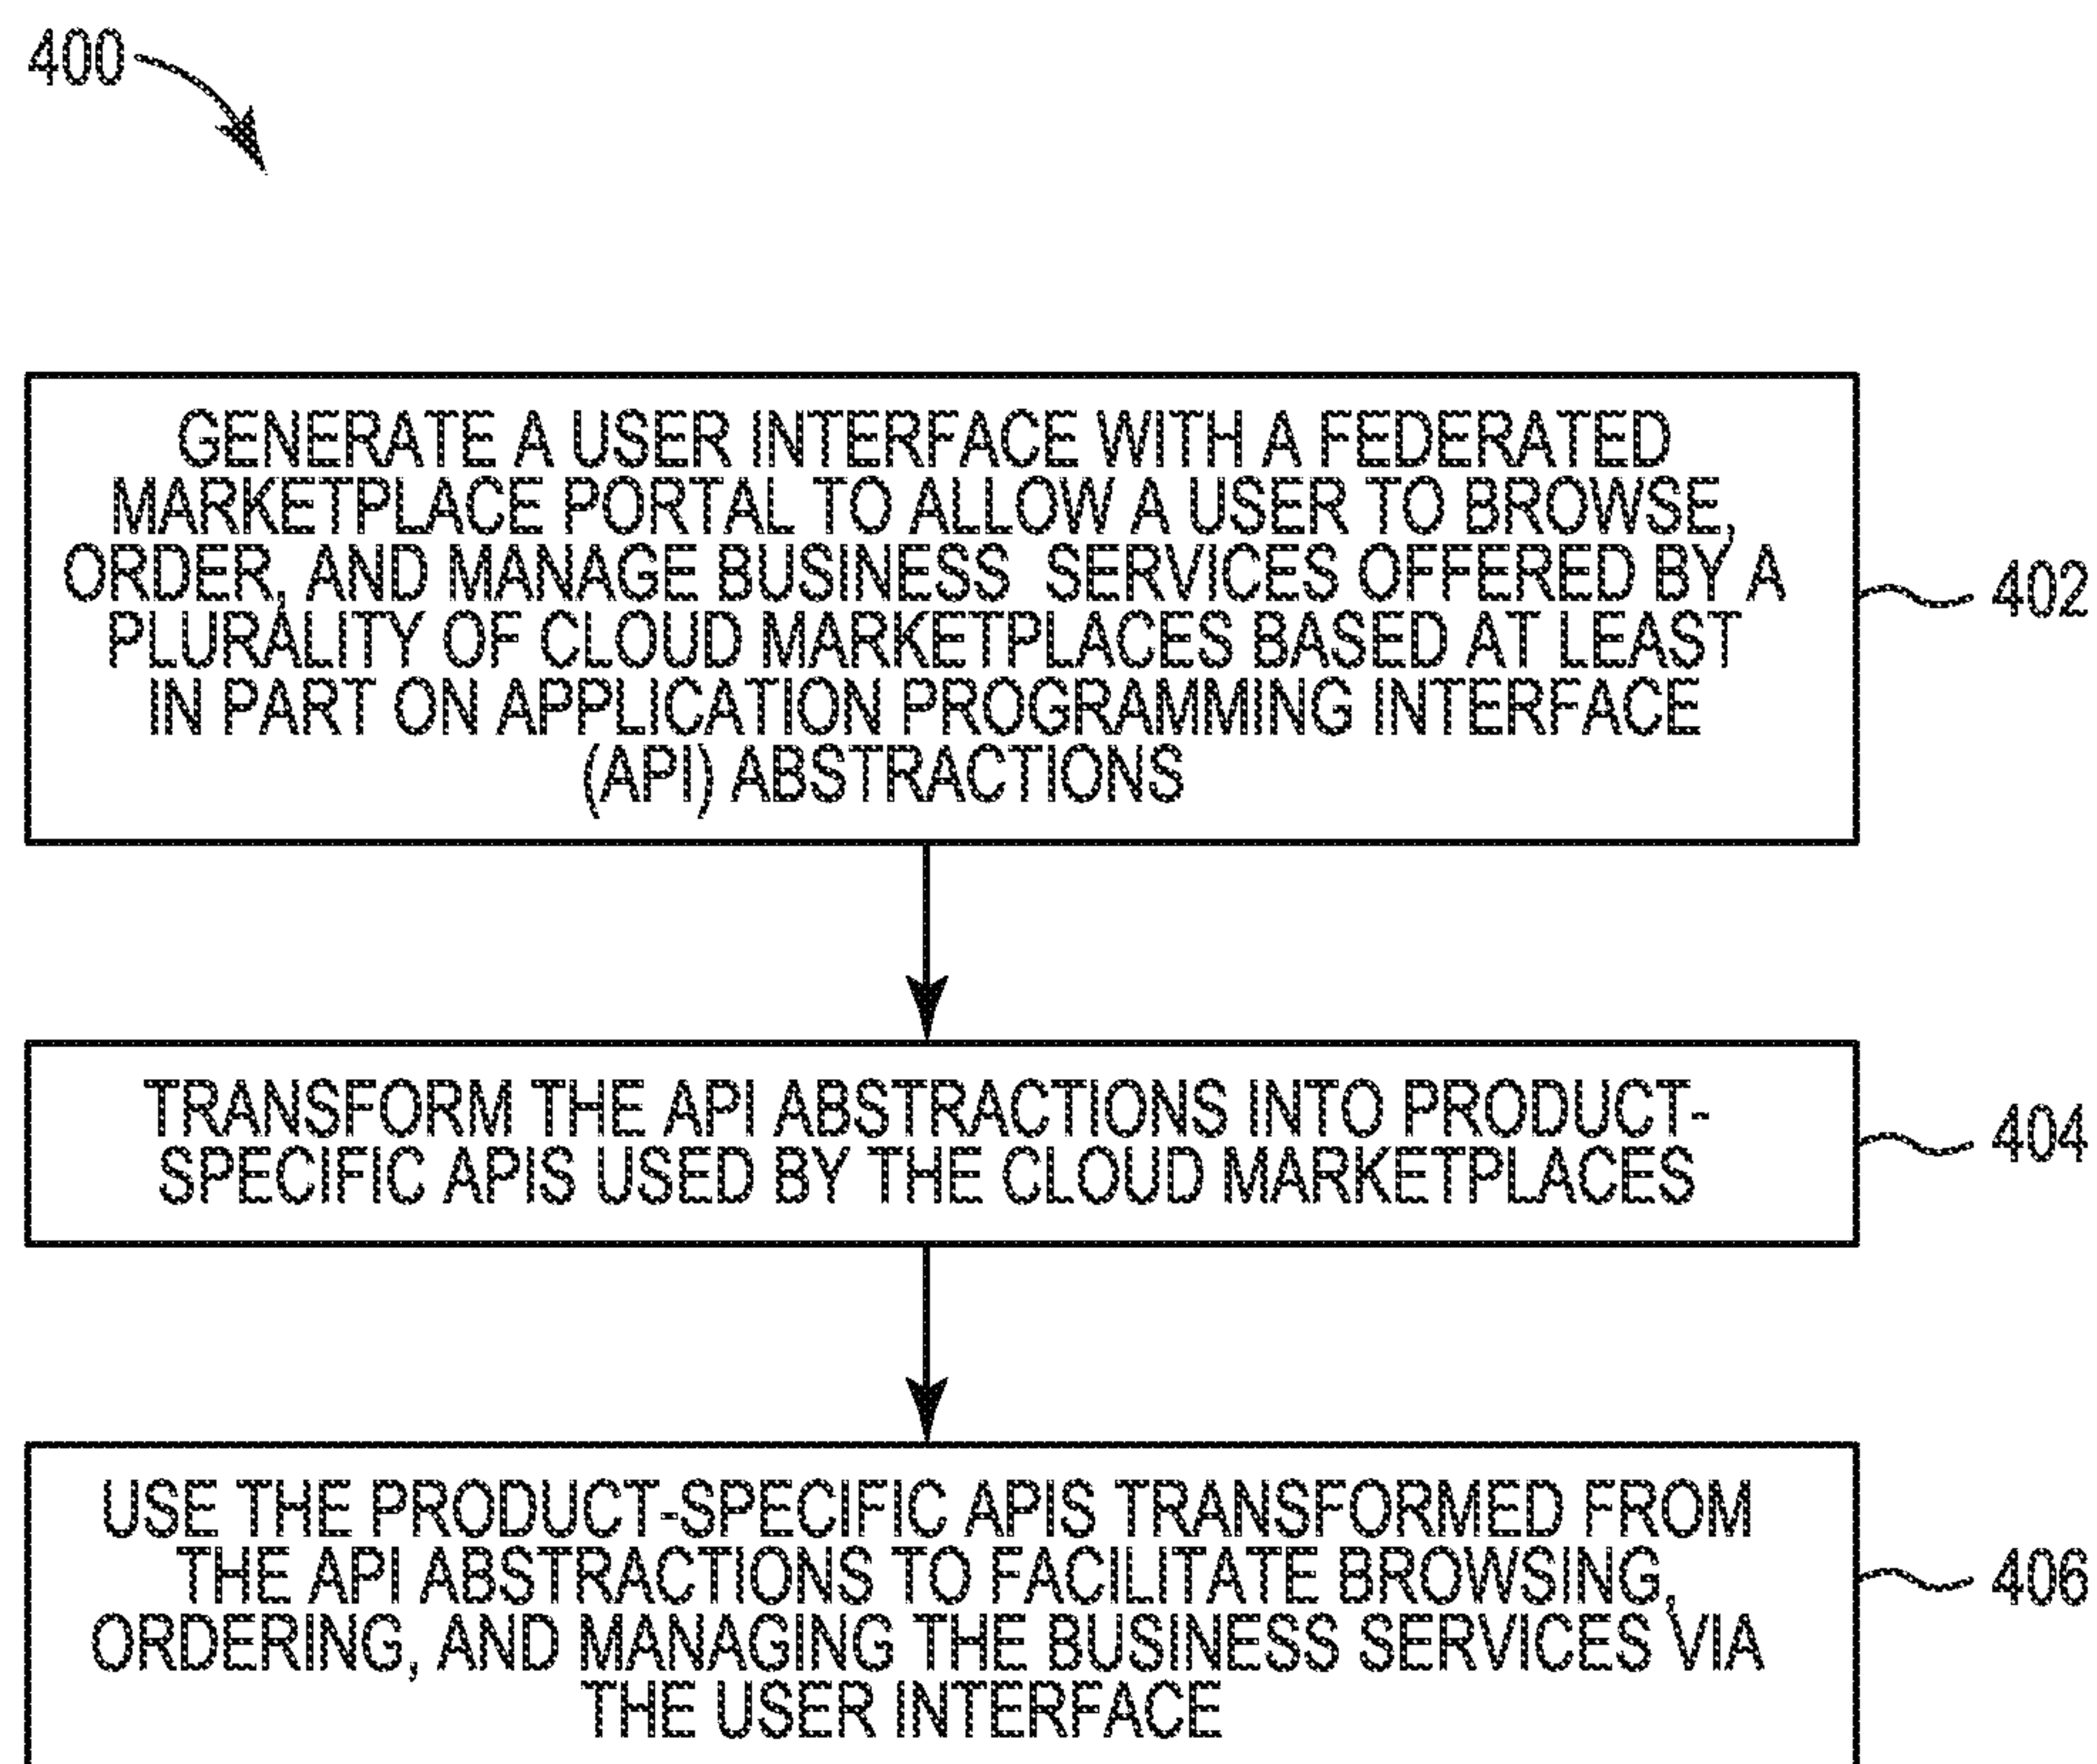 400
GENERATE A USER INTERFACE WITH A FEDERATED
MARKETPLACE PORTAL TO ALLOW A USER TO BROWSE,
ORDER, AND MANAGE BUSINESS SERVICES OFFERED BY A
PLURALITY OF CLOUD MARKETPLACES BASED AT LEAST
IN PART ON APPLICATION PROGRAMMING INTERFACE
(API) ABSTRACTIONS
402
TRANSFORM THE API ABSTRACTIONS INTO PRODUCT-
SPECIFIC APIS USED BY THE CLOUD MARKETPLACES
404
USE THE PRODUCT-SPECIFIC APIS TRANSFORMED FROM
THE API ABSTRACTIONS TO FACILITATE BROWSING,
ORDERING, AND MANAGING THE BUSINESS SERVICES VIA
THE USER INTERFACE
406